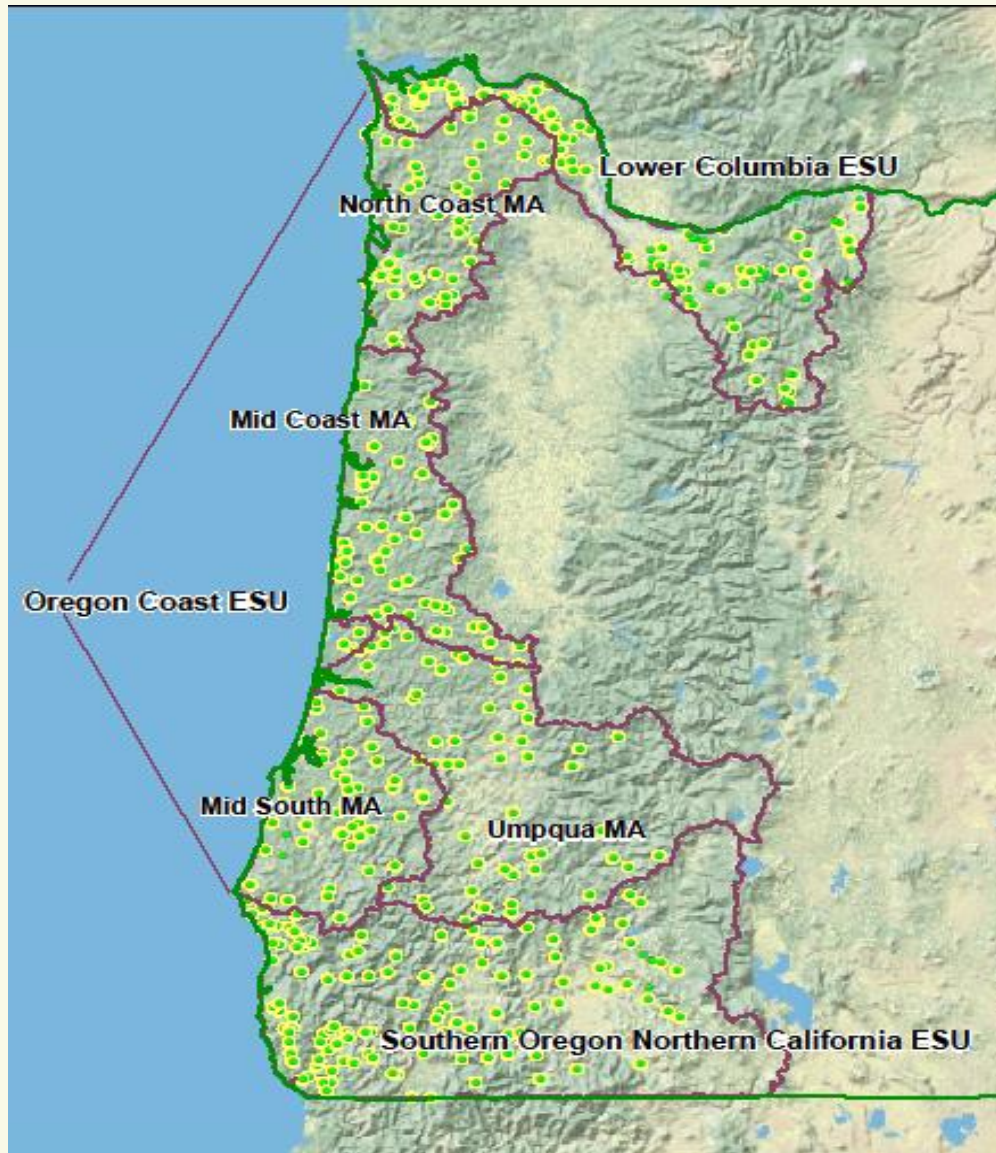 Lower Columbia ESU
North Coast MA
Mid Coast MA
Oregon Coast ESU
Mid South MA
Umpqua MA
Southern Oregon Northern California ESU